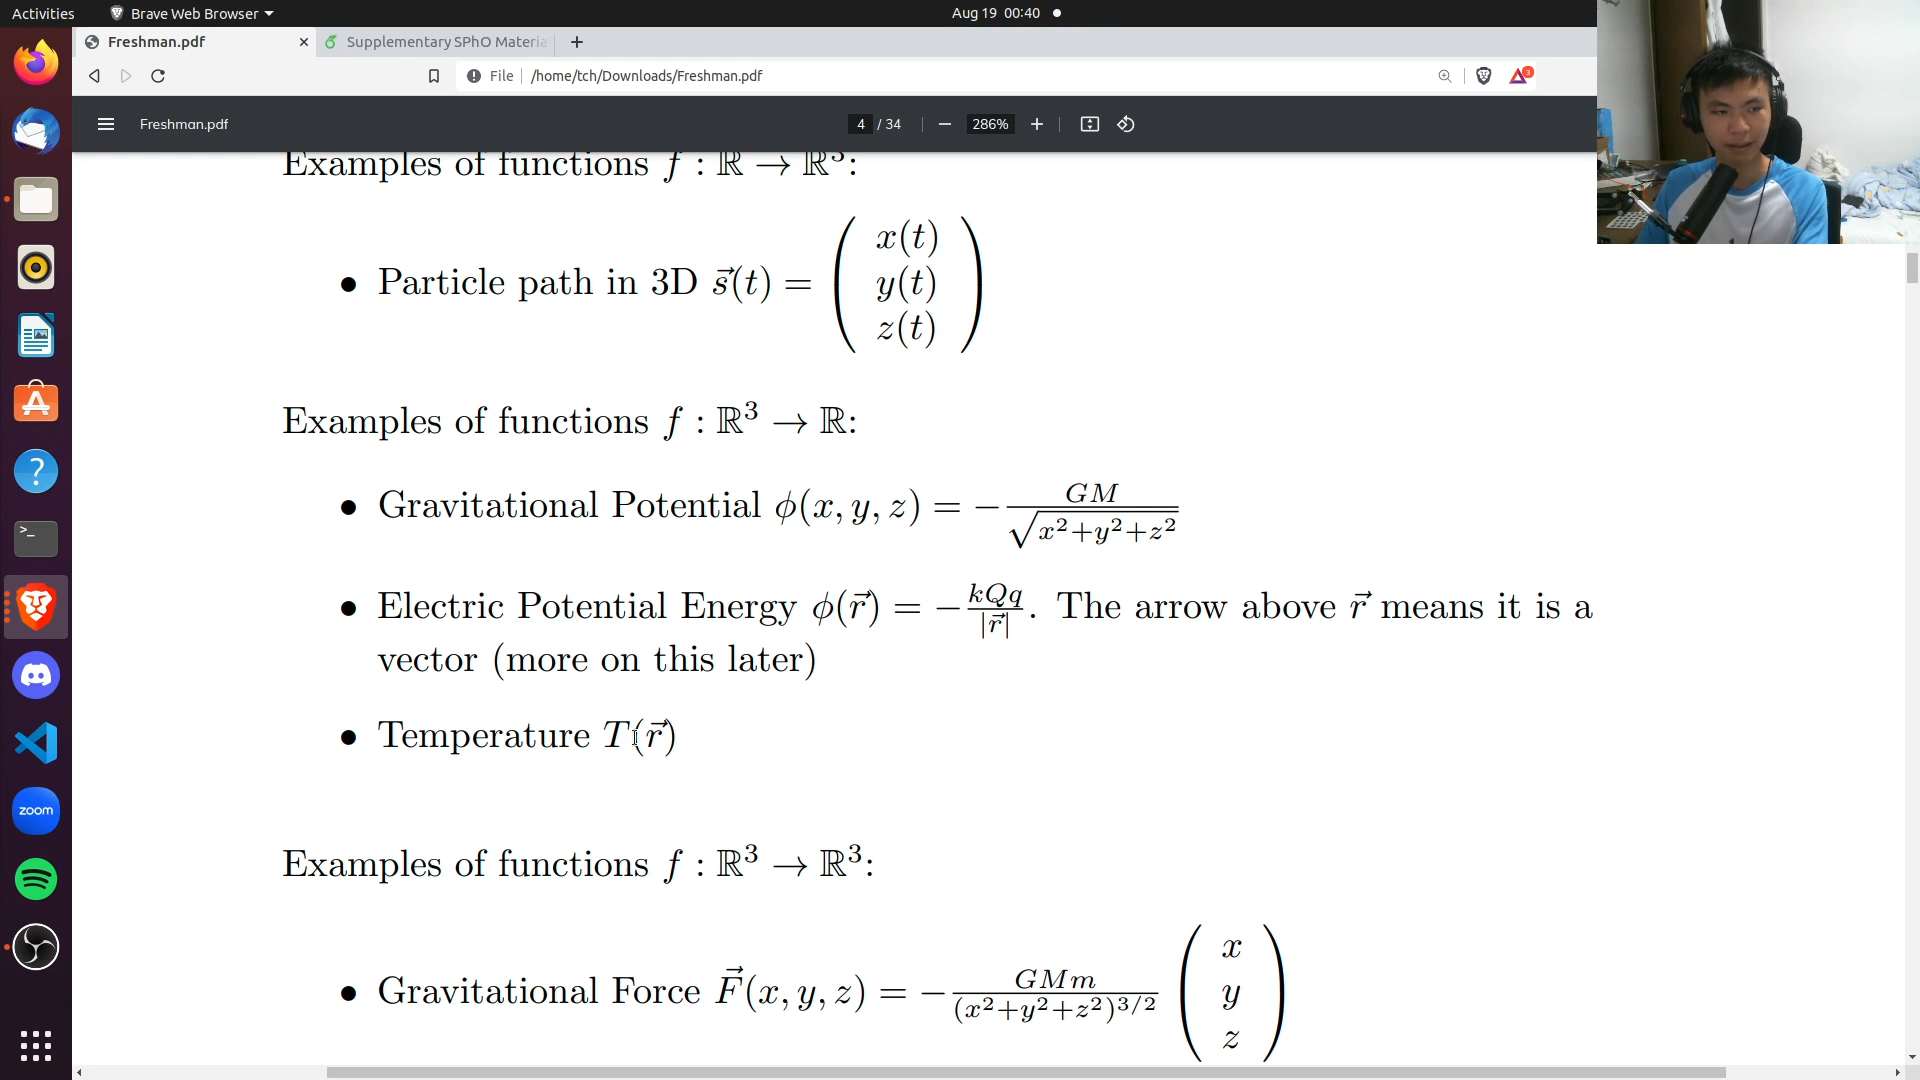 Activities
Brave Web Browser
Aug 19 00:40
Freshman.pdf
Supplementary SPhO Materia
File /home/tch/Downloads/Freshman.pdf
3
Freshman.pdf
4 / 34
286%
Examples of functions f : ℝ → ℝ³:
• Particle path in 3D s⃗(t) = ( x(t) y(t) z(t) )
Examples of functions f : ℝ³ → ℝ:
• Gravitational Potential ϕ(x, y, z) = − GM / √(x²+y²+z²)
• Electric Potential Energy ϕ(r⃗) = − kQq / |r⃗|. The arrow above r⃗ means it is a
vector (more on this later)
• Temperature T(r⃗)
Examples of functions f : ℝ³ → ℝ³:
• Gravitational Force F⃗(x, y, z) = − GMm / (x²+y²+z²)^{3/2} ( x y z )
zoom